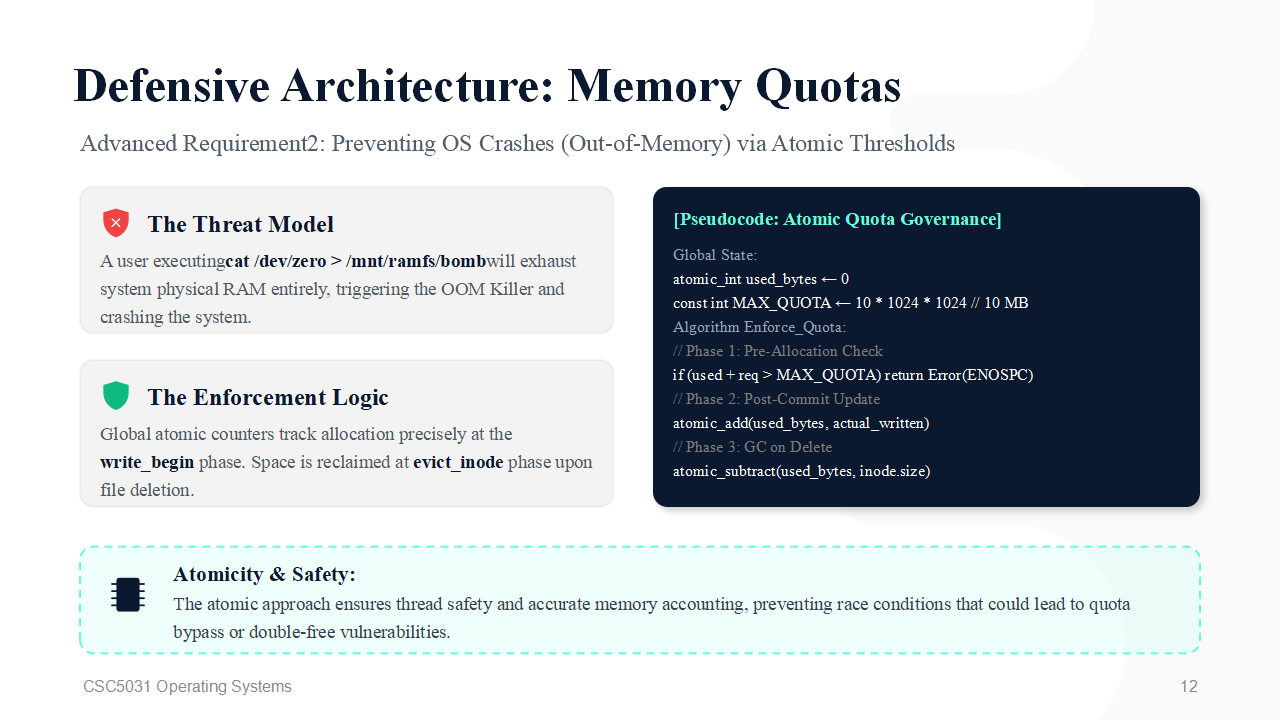 Defensive Architecture: Memory Quotas
Advanced Requirement2: Preventing OS Crashes (Out-of-Memory) via Atomic Thresholds
The Threat Model
A user executingcat /dev/zero > /mnt/ramfs/bombwill exhaust
system physical RAM entirely, triggering the OOM Killer and
crashing the system.
The Enforcement Logic
Global atomic counters track allocation precisely at the
write_begin phase. Space is reclaimed at evict_inode phase upon
file deletion.
[Pseudocode: Atomic Quota Governance]
Global State:
atomic_int used_bytes ← 0
const int MAX_QUOTA ← 10 * 1024 * 1024 // 10 MB
Algorithm Enforce_Quota:
// Phase 1: Pre-Allocation Check
if (used + req > MAX_QUOTA) return Error(ENOSPC)
// Phase 2: Post-Commit Update
atomic_add(used_bytes, actual_written)
// Phase 3: GC on Delete
atomic_subtract(used_bytes, inode.size)
Atomicity & Safety:
The atomic approach ensures thread safety and accurate memory accounting, preventing race conditions that could lead to quota
bypass or double-free vulnerabilities.
CSC5031 Operating Systems
12